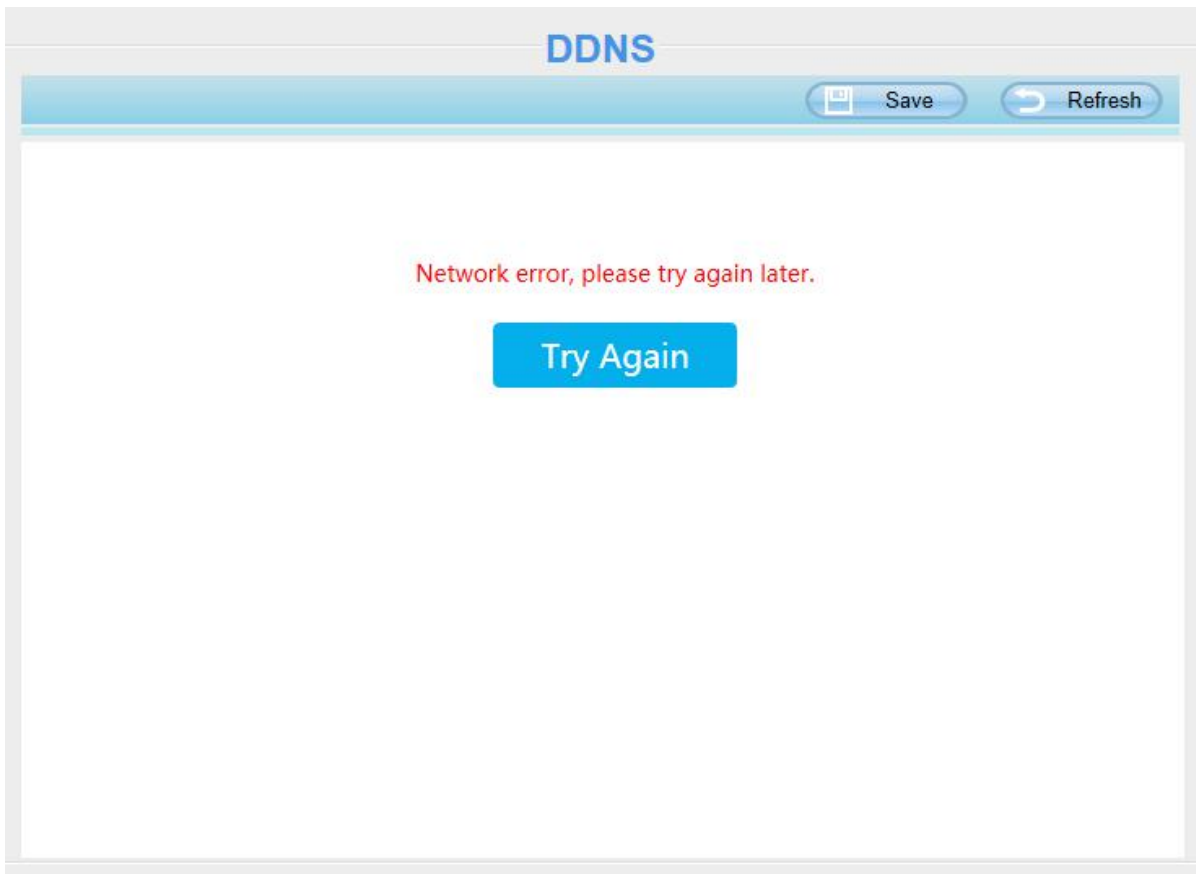 DDNS
Save Refresh
Network error, please try again later.
Try Again